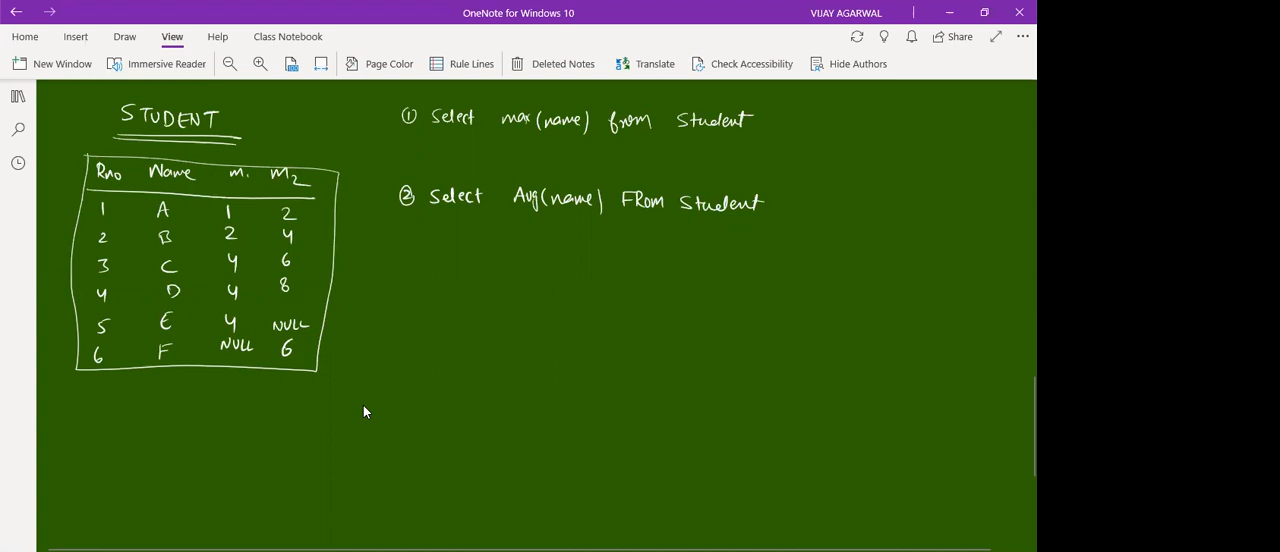 OneNote for Windows 10
VIJAY AGARWAL
Home Insert Draw View Help Class Notebook
Share
New Window Immersive Reader Page Color Rule Lines Deleted Notes Translate Check Accessibility Hide Authors
STUDENT
Rno Name m1 M2
1 A 1 2
2 B 2 4
3 C 4 6
4 D 4 8
5 E 4 NULL
6 F NULL 6
① Select max(name) from Student
② Select Avg(name) FROM Student